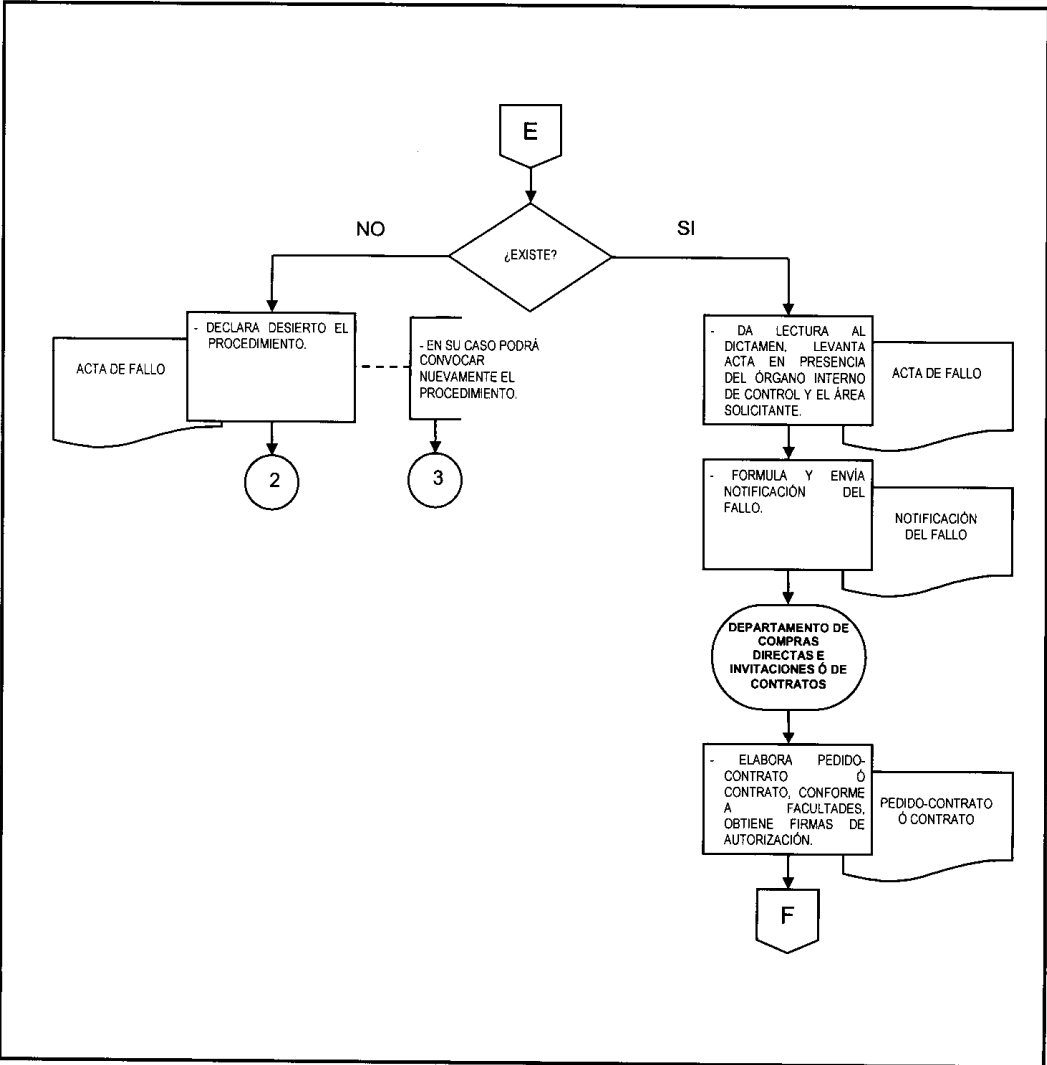 E
NO
SI
¿EXISTE?
- DECLARA DESIERTO EL
PROCEDIMIENTO.
ACTA DE FALLO
- EN SU CASO PODRÁ
CONVOCAR
NUEVAMENTE EL
PROCEDIMIENTO.
2
3
- DA LECTURA AL
DICTAMEN, LEVANTA
ACTA EN PRESENCIA
DEL ÓRGANO INTERNO
DE CONTROL Y EL ÁREA
SOLICITANTE.
ACTA DE FALLO
- FORMULA Y ENVÍA
NOTIFICACIÓN DEL
FALLO.
NOTIFICACIÓN
DEL FALLO
DEPARTAMENTO DE
COMPRAS
DIRECTAS E
INVITACIONES Ó DE
CONTRATOS
- ELABORA PEDIDO-
CONTRATO Ó
CONTRATO, CONFORME
A FACULTADES,
OBTIENE FIRMAS DE
AUTORIZACIÓN.
PEDIDO-CONTRATO
Ó CONTRATO
F